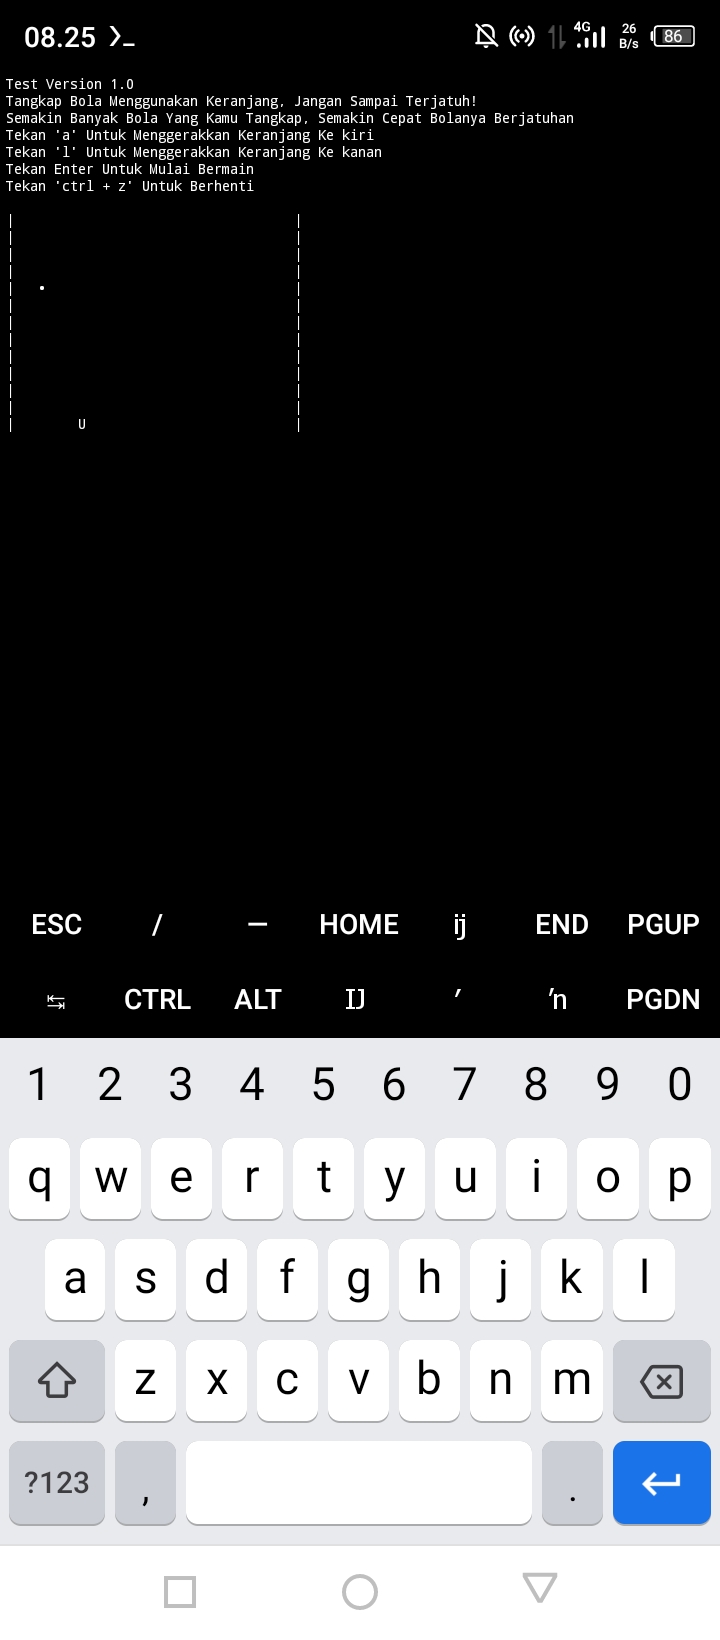 08.25
4G
26
B/s
86
Test Version 1.0
Tangkap Bola Menggunakan Keranjang, Jangan Sampai Terjatuh!
Semakin Banyak Bola Yang Kamu Tangkap, Semakin Cepat Bolanya Berjatuhan
Tekan 'a' Untuk Menggerakkan Keranjang Ke kiri
Tekan 'l' Untuk Menggerakkan Keranjang Ke kanan
Tekan Enter Untuk Mulai Bermain
Tekan 'ctrl + z' Untuk Berhenti
| |
| |
| |
| |
| . |
| |
| |
| |
| |
| |
| |
| |
| U |
ESC / — HOME ĳ END PGUP
↹ CTRL ALT Ĳ ′ ŉ PGDN
1 2 3 4 5 6 7 8 9 0
q w e r t y u i o p
a s d f g h j k l
z x c v b n m
?123 , .